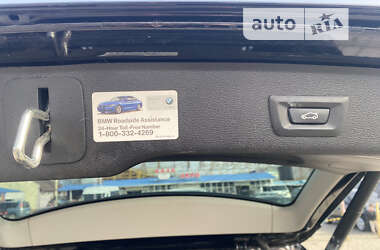 auto RIA
BMW Roadside Assistance
24-Hour Toll-Free Number
1-800-332-4269